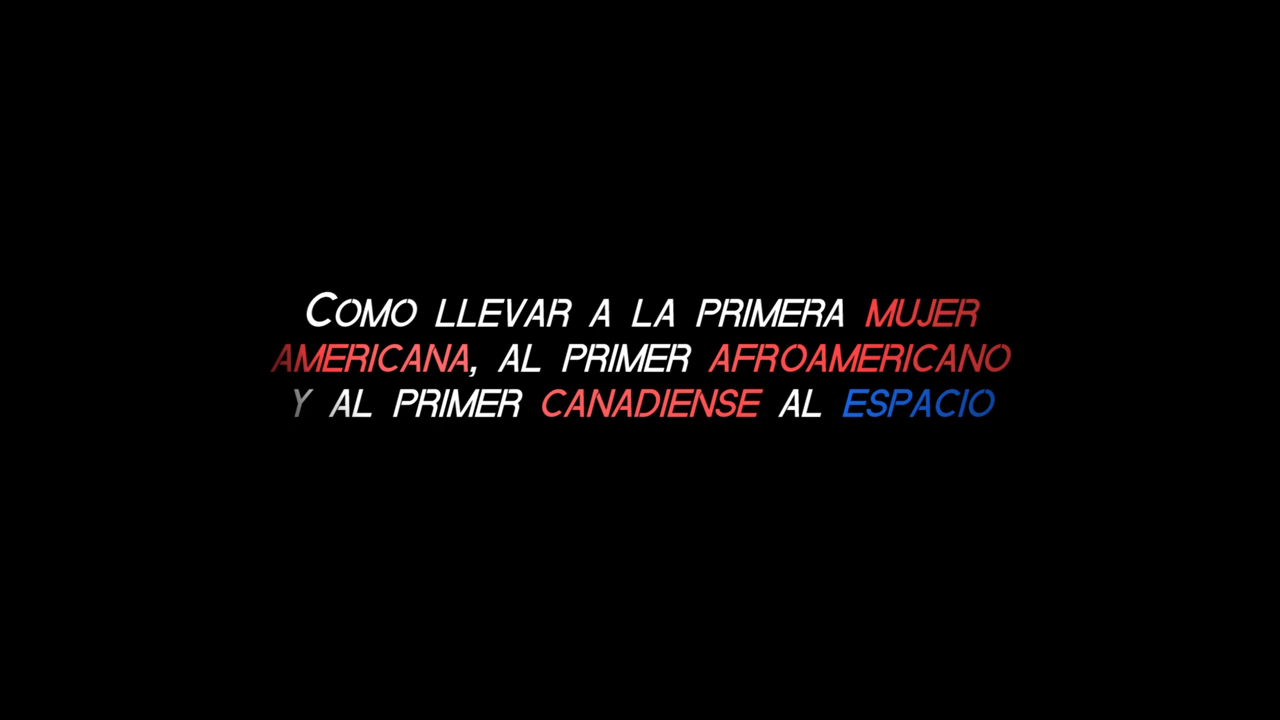 Como llevar a la primera mujer
americana, al primer afroamericano
y al primer canadiense al espacio